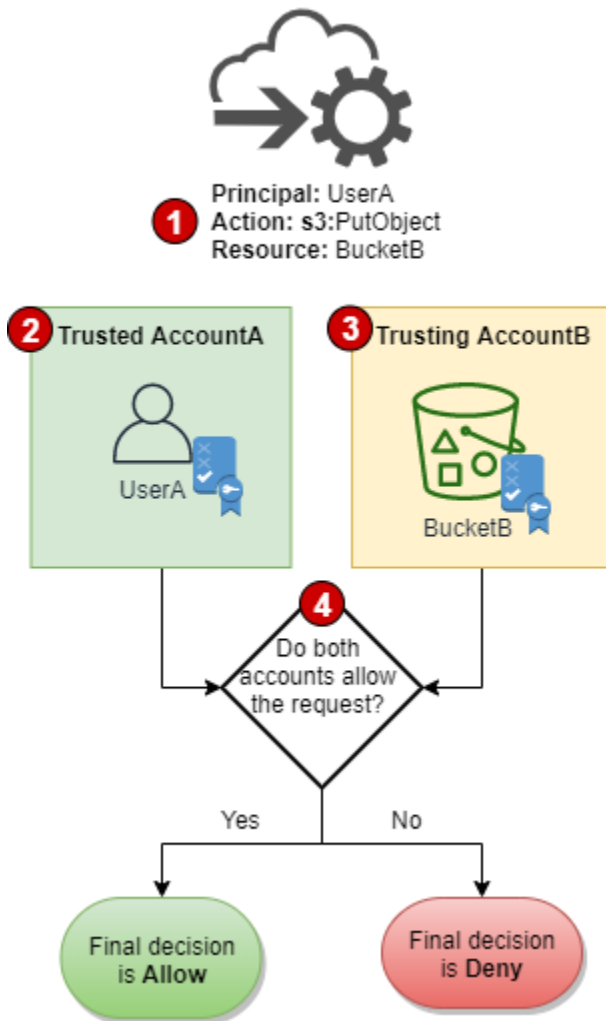 1
Principal: UserA
Action: s3:PutObject
Resource: BucketB
2
Trusted AccountA
UserA
3
Trusting AccountB
BucketB
4
Do both
accounts allow
the request?
Yes
No
Final decision
is Allow
Final decision
is Deny